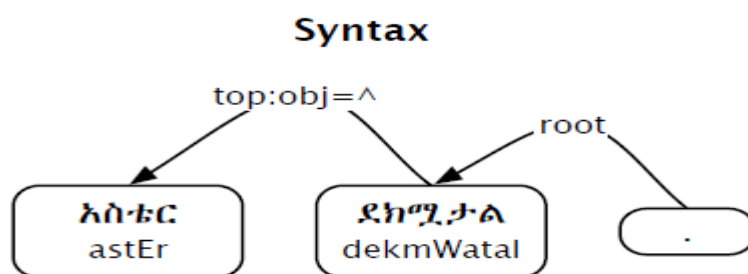 Syntax
top:obj=^
root
አስቴር
astEr
ደክሟታል
dekmWatal
.